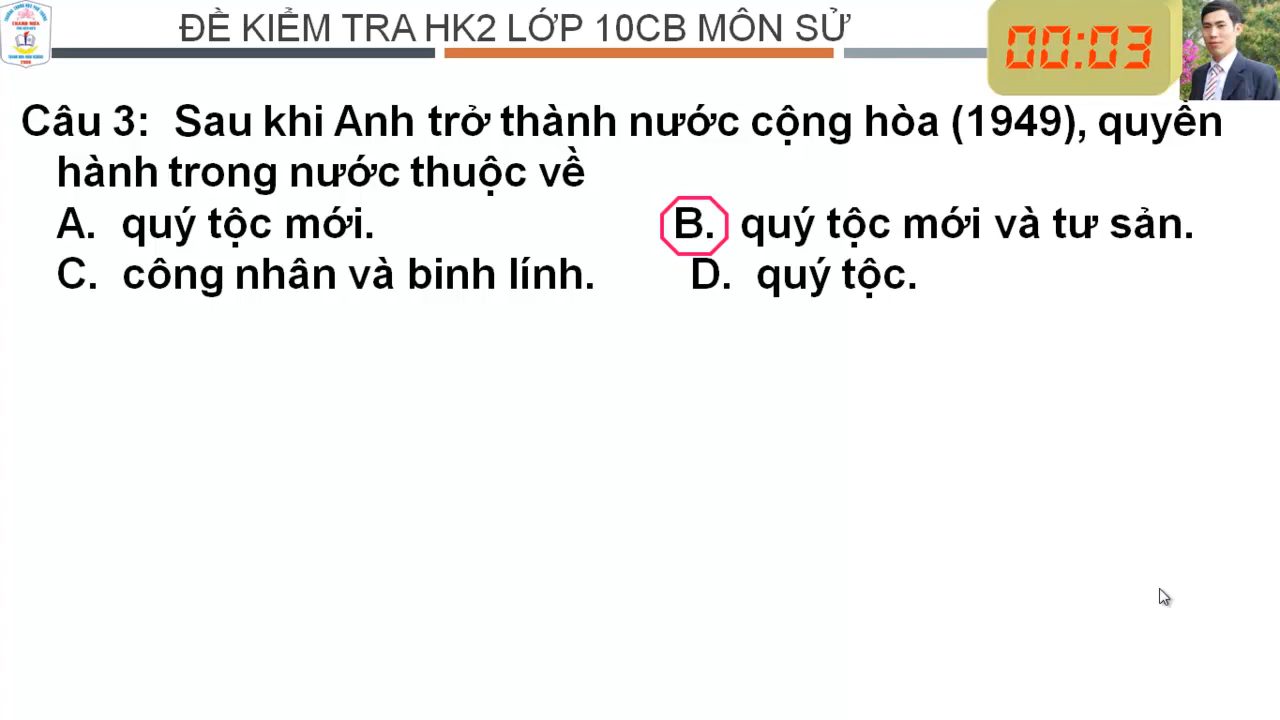 ĐỀ KIỂM TRA HK2 LỚP 10CB MÔN SỬ
00:03
Câu 3: Sau khi Anh trở thành nước cộng hòa (1949), quyền
hành trong nước thuộc về
A. quý tộc mới. B. quý tộc mới và tư sản.
C. công nhân và binh lính. D. quý tộc.